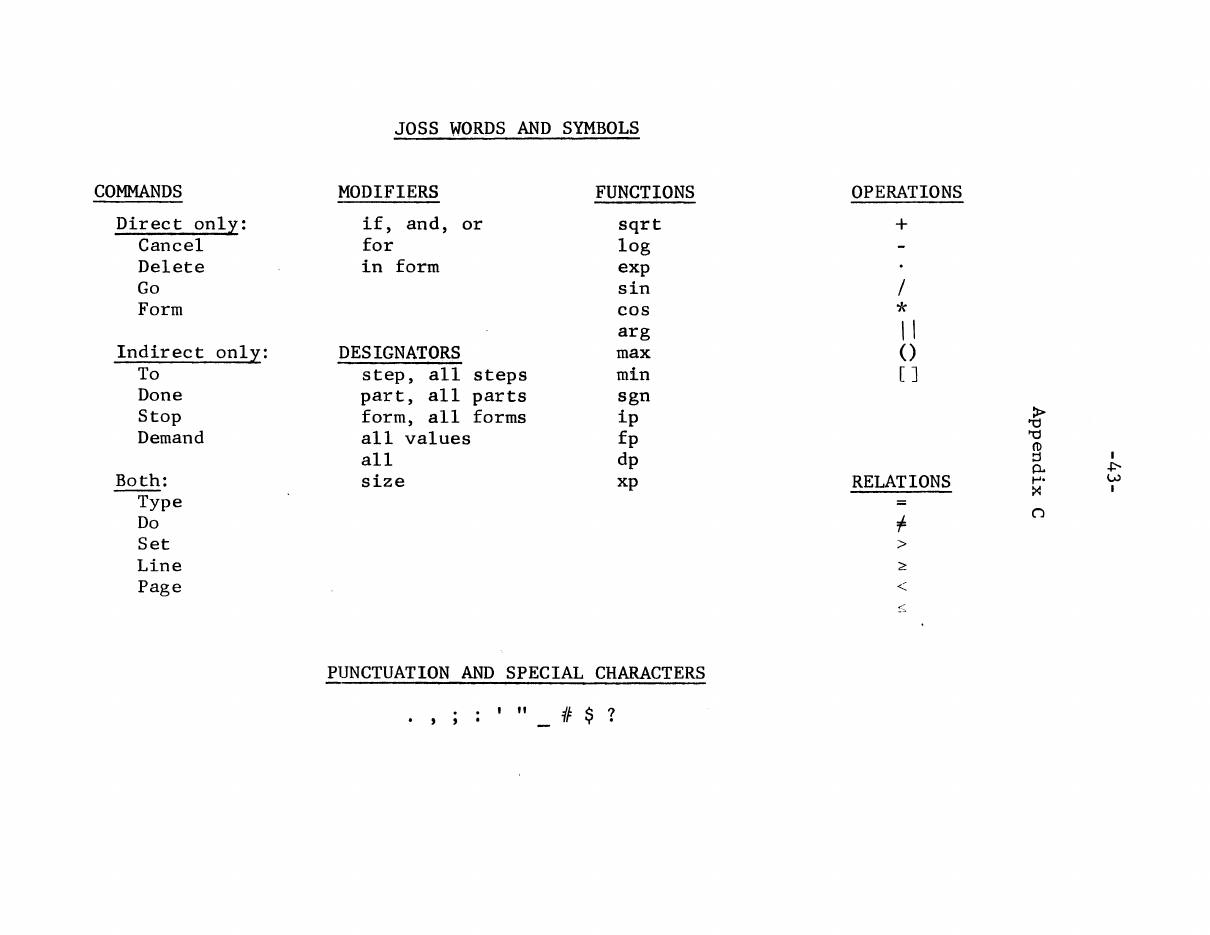 JOSS WORDS AND SYMBOLS
COMMANDS
Direct only:
Cancel
Delete
Go
Form
Indirect only:
To
Done
Stop
Demand
Both:
Type
Do
Set
Line
Page
MODIFIERS
if, and, or
for
in form
DESIGNATORS
step, all steps
part, all parts
form, all forms
all values
all
size
FUNCTIONS
sqrt
log
exp
sin
cos
arg
max
min
sgn
ip
fp
dp
xp
OPERATIONS
+
-
·
/
*
||
()
[]
RELATIONS
=
≠
>
≥
<
≤
PUNCTUATION AND SPECIAL CHARACTERS
. , ; : ' " _ # $ ?
Appendix C
-43-